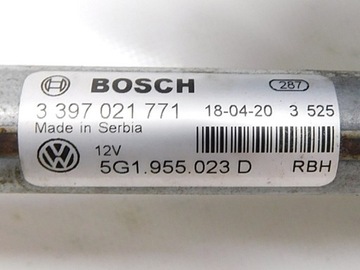 BOSCH 287
3 397 021 771 18-04-20 3 525
Made in Serbia
12V
5G1.955.023 D RBH